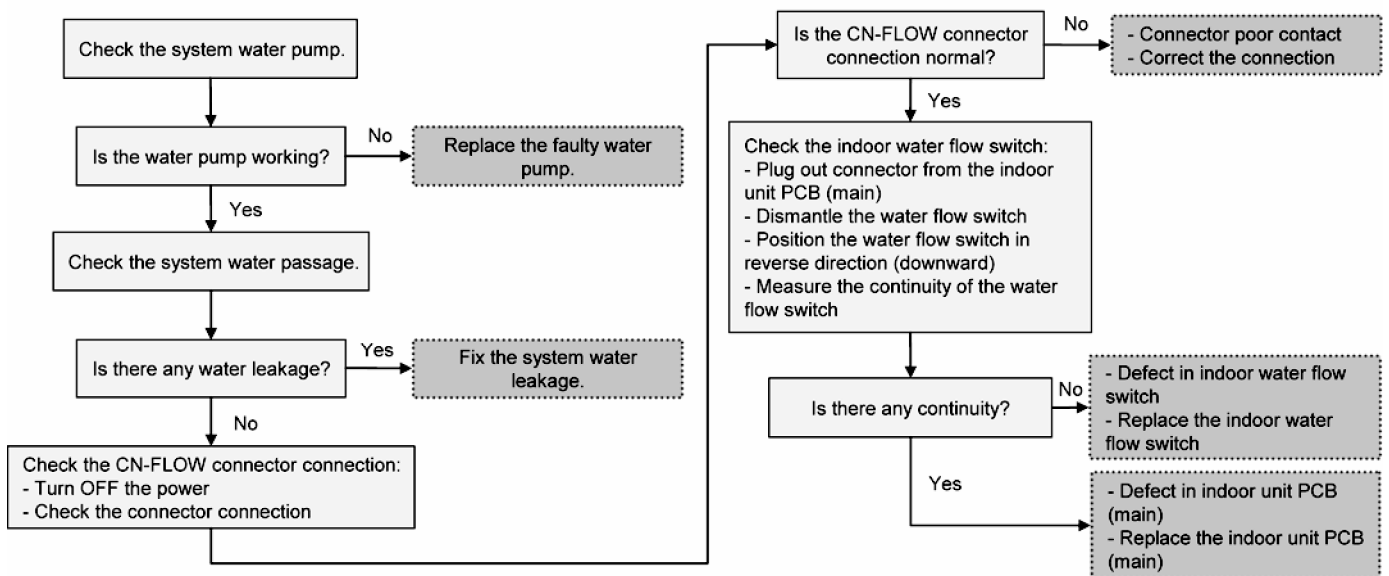 Check the system water pump.
Is the water pump working?
No
Replace the faulty water
pump.
Yes
Check the system water passage.
Is there any water leakage?
Yes
Fix the system water
leakage.
No
Check the CN-FLOW connector connection:
- Turn OFF the power
- Check the connector connection
Is the CN-FLOW connector
connection normal?
No
- Connector poor contact
- Correct the connection
Yes
Check the indoor water flow switch:
- Plug out connector from the indoor
unit PCB (main)
- Dismantle the water flow switch
- Position the water flow switch in
reverse direction (downward)
- Measure the continuity of the water
flow switch
Is there any continuity?
No
- Defect in indoor water flow
switch
- Replace the indoor water
flow switch
Yes
- Defect in indoor unit PCB
(main)
- Replace the indoor unit PCB
(main)